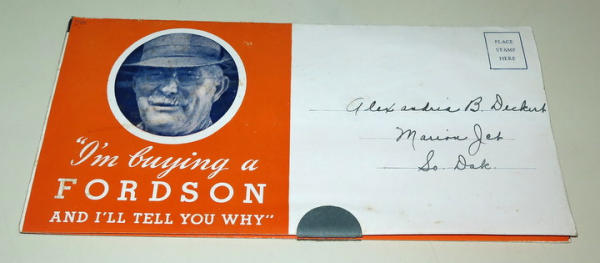 "I'm buying a
FORDSON
AND I'LL TELL YOU WHY"
PLACE
STAMP
HERE
Alexandria B. Deckert
Marion Jct
So. Dak.